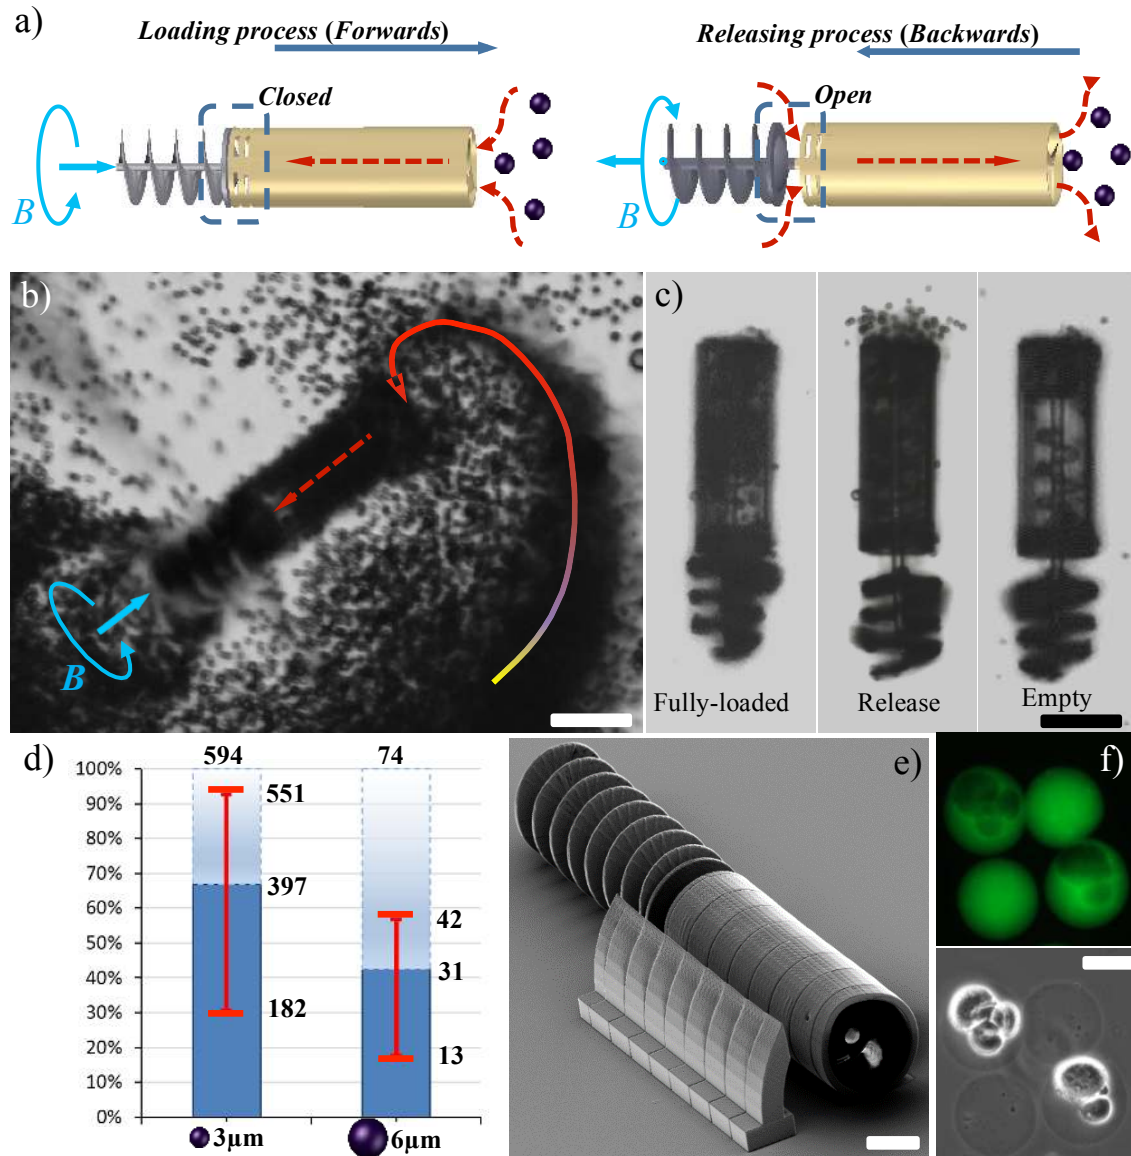 a)
Loading process (Forwards)
Releasing process (Backwards)
Closed
Open
B
B
b)
B
c)
Fully-loaded
Release
Empty
d)
594
74
100%
90%
80%
70%
60%
50%
40%
30%
20%
10%
0%
551
397
182
42
31
13
3μm
6μm
e)
f)